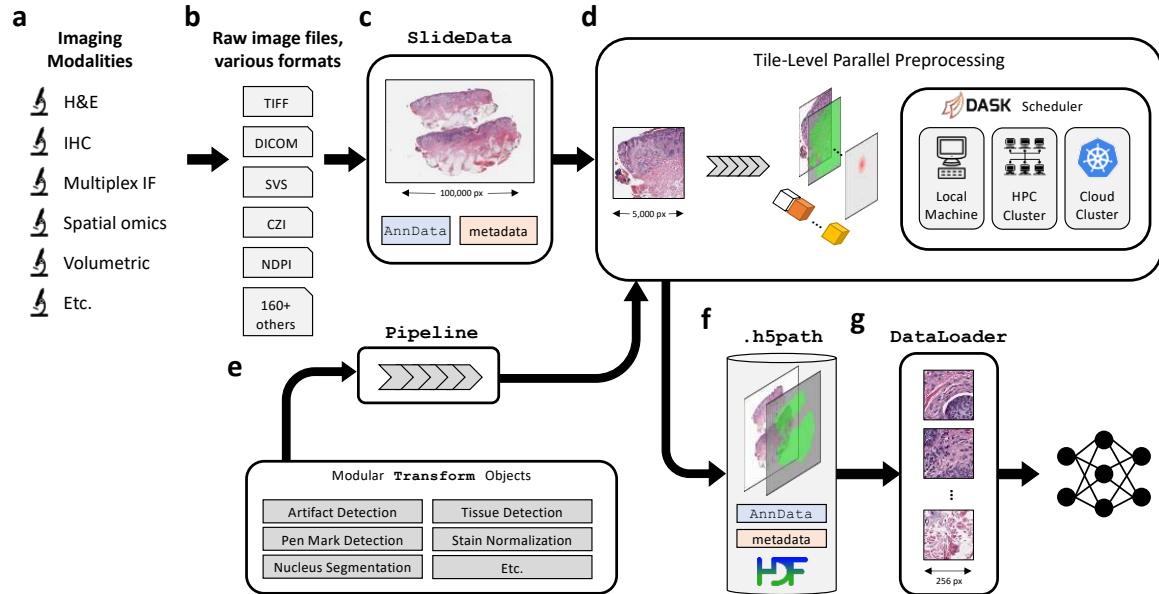 a
Imaging
Modalities
H&E
IHC
Multiplex IF
Spatial omics
Volumetric
Etc.
b
Raw image files,
various formats
TIFF
DICOM
SVS
CZI
NDPI
160+
others
c
SlideData
100,000 px
AnnData
metadata
d
Tile-Level Parallel Preprocessing
5,000 px
DASK Scheduler
Local
Machine
HPC
Cluster
Cloud
Cluster
e
Pipeline
Modular Transform Objects
Artifact Detection
Tissue Detection
Pen Mark Detection
Stain Normalization
Nucleus Segmentation
Etc.
f
.h5path
AnnData
metadata
HDF
g
DataLoader
256 px